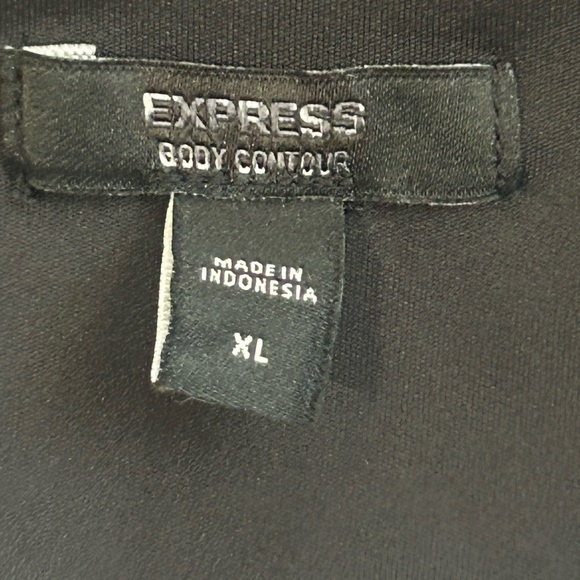 EXPRESS
BODY CONTOUR
MADE IN
INDONESIA
XL